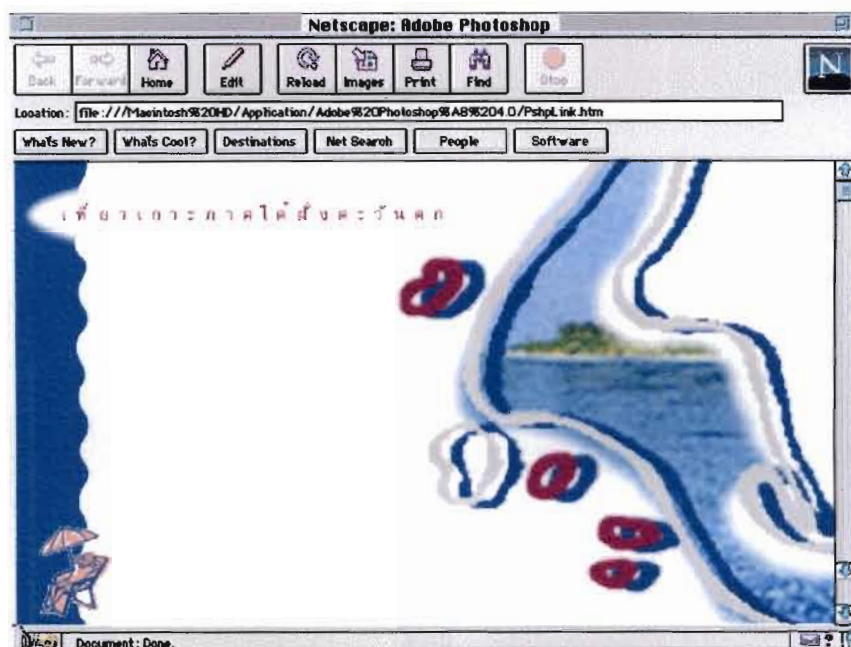 Netscape: Adobe Photoshop
Back Forward Home Edit Reload Images Print Find Stop
N
Location: file:///Macintosh%20HD/Application/Adobe%20Photoshop%A8%204.0/PshpLink.htm
What's New? What's Cool? Destinations Net Search People Software
เที่ยวเกาะภาคใต้ฝั่งตะวันตก
Document: Done.
?